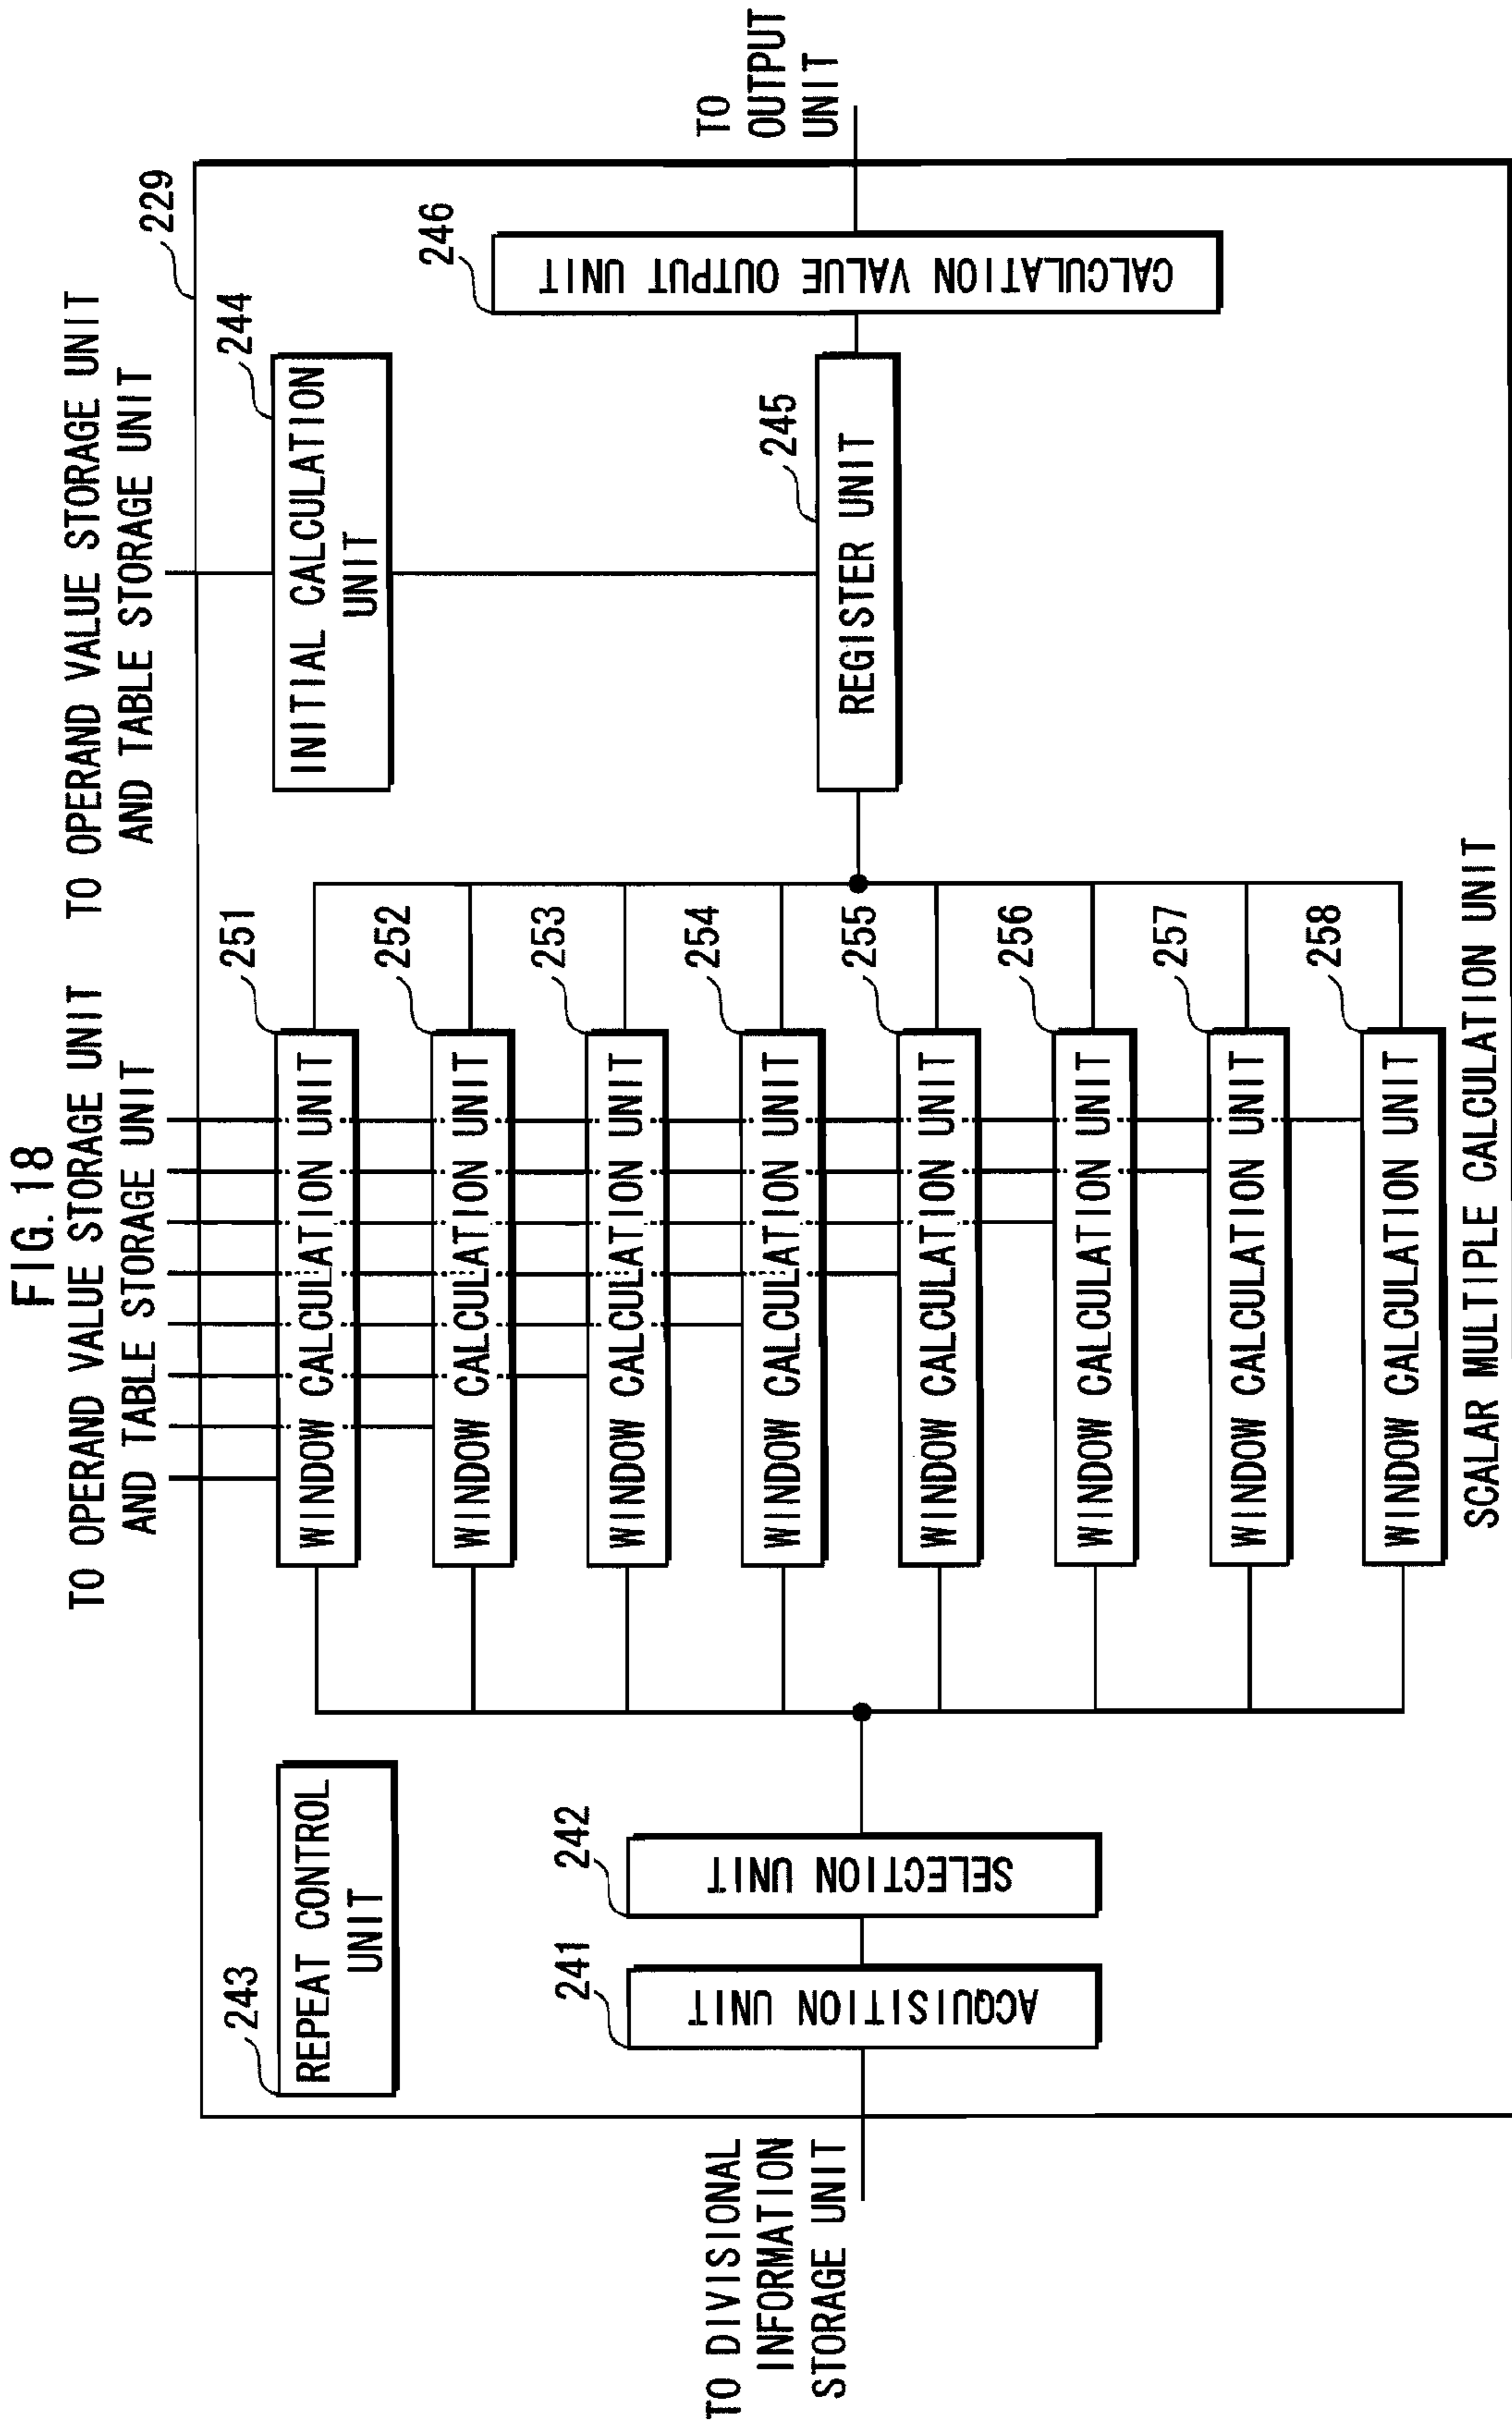 FIG. 18
TO OPERAND VALUE STORAGE UNIT
AND TABLE STORAGE UNIT
TO OPERAND VALUE STORAGE UNIT
AND TABLE STORAGE UNIT
229
243
REPEAT CONTROL
UNIT
251
WINDOW CALCULATION UNIT
244
INITIAL CALCULATION
UNIT
252
WINDOW CALCULATION UNIT
253
WINDOW CALCULATION UNIT
254
WINDOW CALCULATION UNIT
255
WINDOW CALCULATION UNIT
256
WINDOW CALCULATION UNIT
257
WINDOW CALCULATION UNIT
258
WINDOW CALCULATION UNIT
TO DIVISIONAL
INFORMATION
STORAGE UNIT
241
ACQUISITION UNIT
242
SELECTION UNIT
245
REGISTER UNIT
246
CALCULATION VALUE OUTPUT UNIT
TO
OUTPUT
UNIT
SCALAR MULTIPLE CALCULATION UNIT